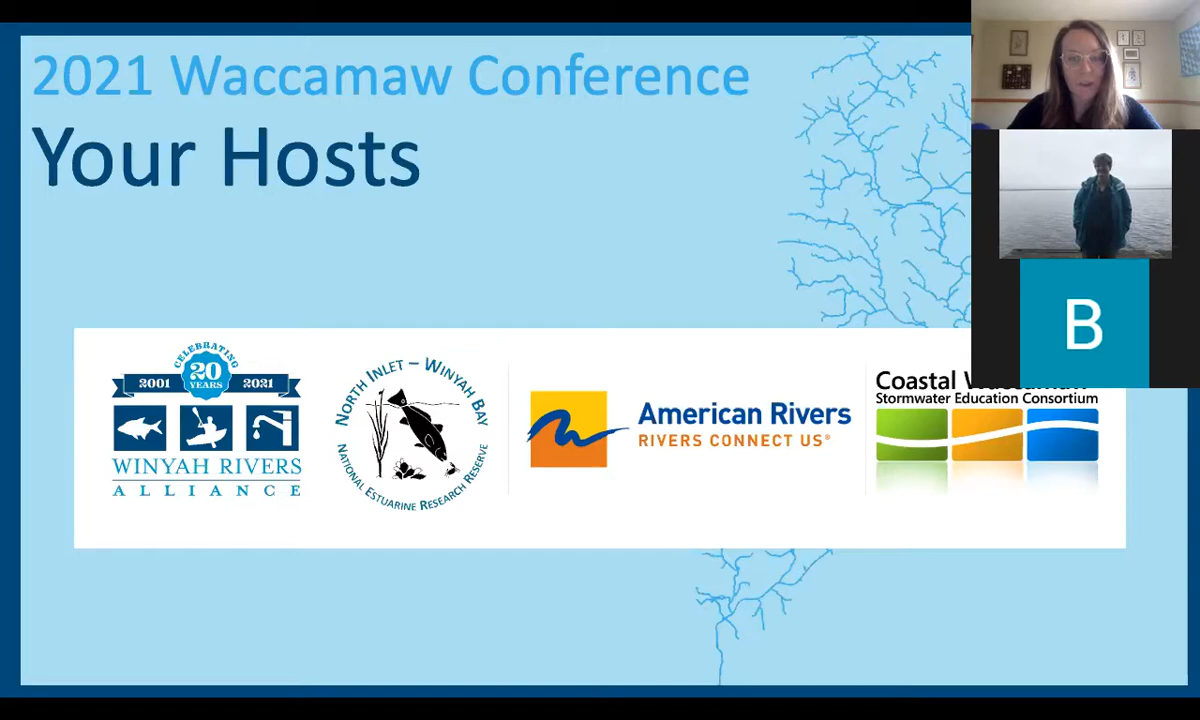 2021 Waccamaw Conference
Your Hosts
B
CELEBRATING
20
YEARS
2001
2021
WINYAH RIVERS
ALLIANCE
NORTH INLET – WINYAH BAY
NATIONAL ESTUARINE RESEARCH RESERVE
American Rivers
RIVERS CONNECT US®
Coastal Waccamaw
Stormwater Education Consortium